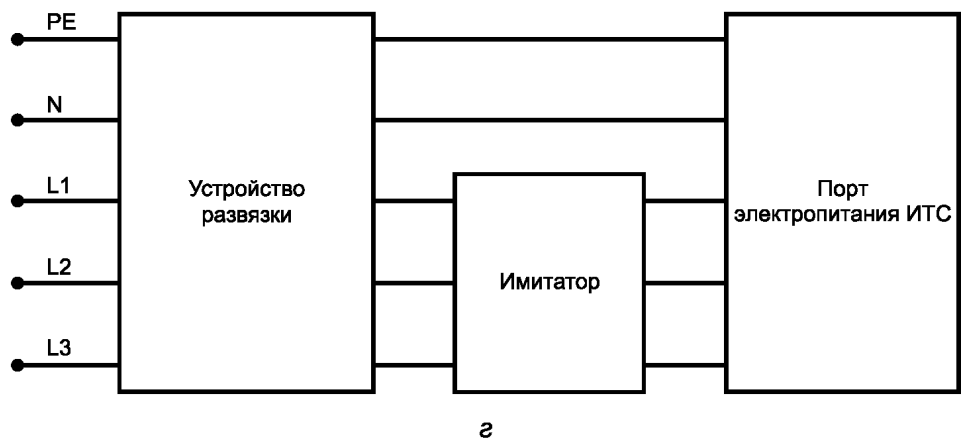 PE
N
L1
L2
L3
Устройство
развязки
Имитатор
Порт
электропитания ИТС
г